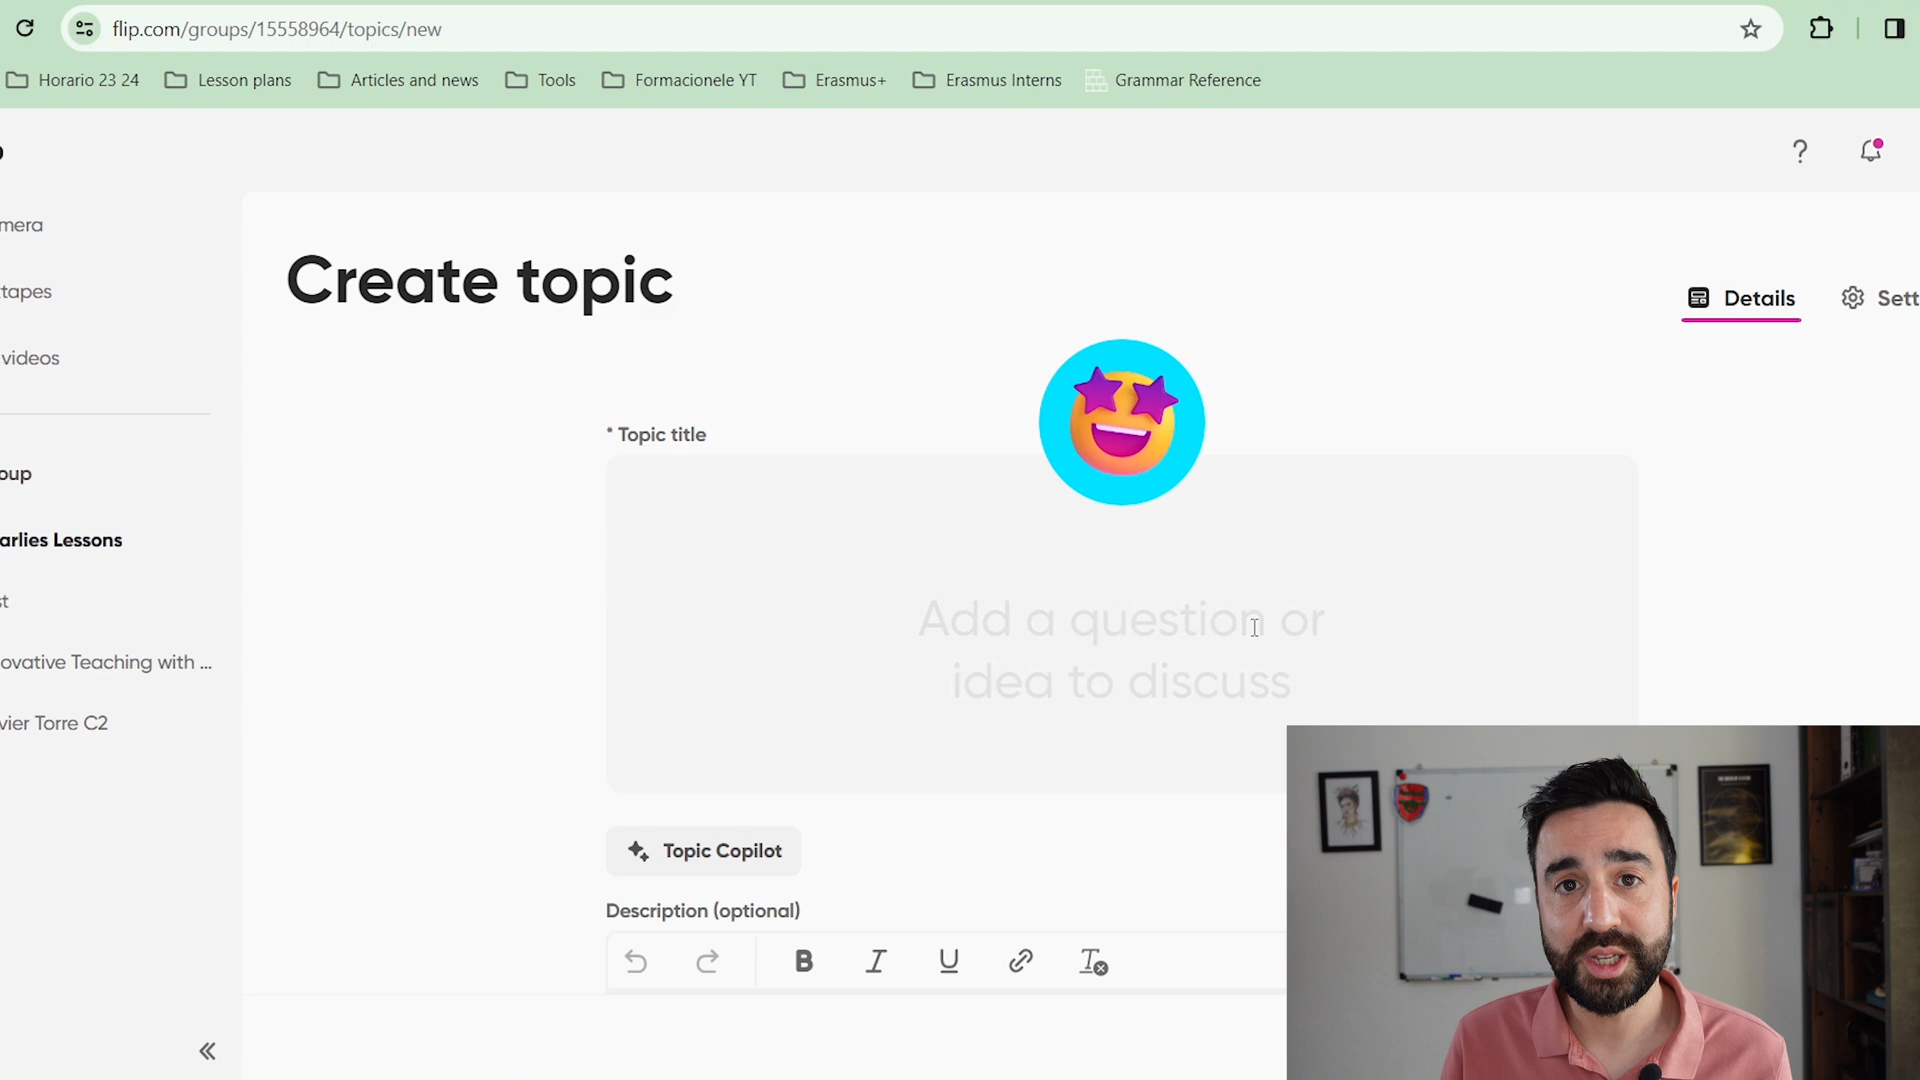 flip.com/groups/15558964/topics/new
Horario 23 24 Lesson plans Articles and news Tools Formacionele YT Erasmus+ Erasmus Interns Grammar Reference
?
mera
tapes
videos
oup
arlies Lessons
st
ovative Teaching with ...
vier Torre C2
Create topic
Details Sett
* Topic title
Add a question or
idea to discuss
Topic Copilot
Description (optional)
B I U T